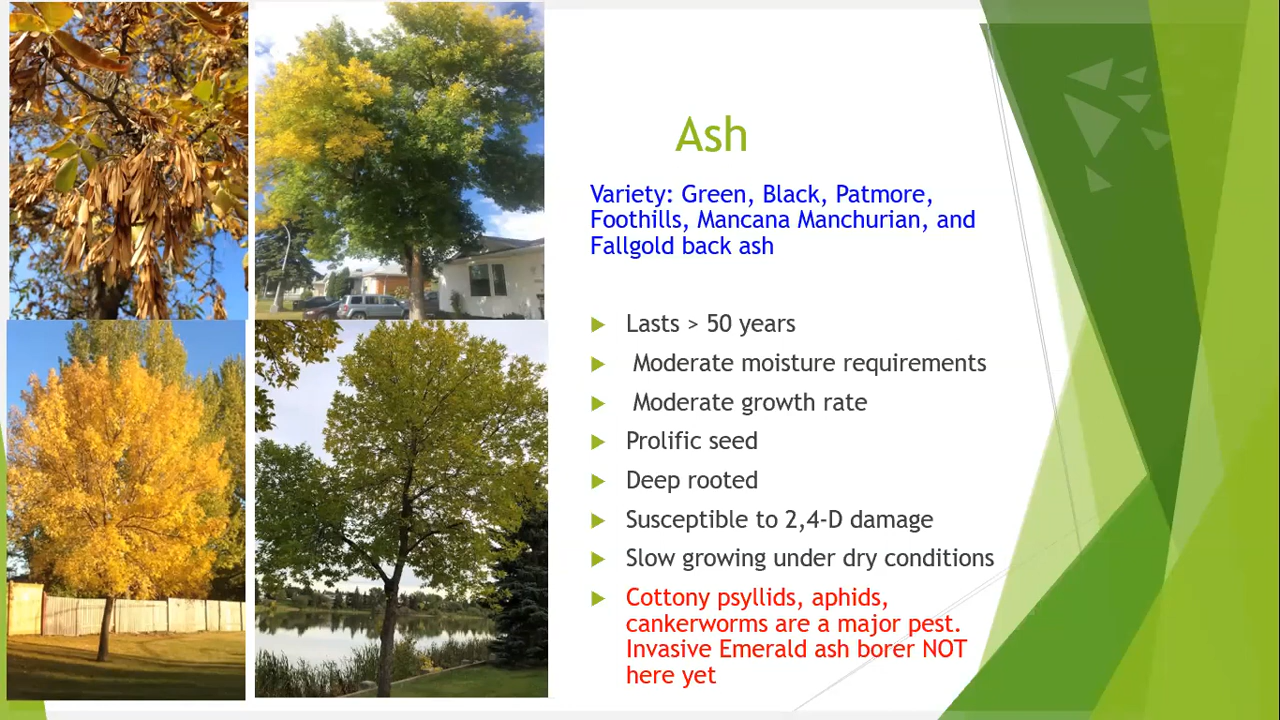 Ash
Variety: Green, Black, Patmore,
Foothills, Mancana Manchurian, and
Fallgold back ash
Lasts > 50 years
Moderate moisture requirements
Moderate growth rate
Prolific seed
Deep rooted
Susceptible to 2,4-D damage
Slow growing under dry conditions
Cottony psyllids, aphids,
cankerworms are a major pest.
Invasive Emerald ash borer NOT
here yet